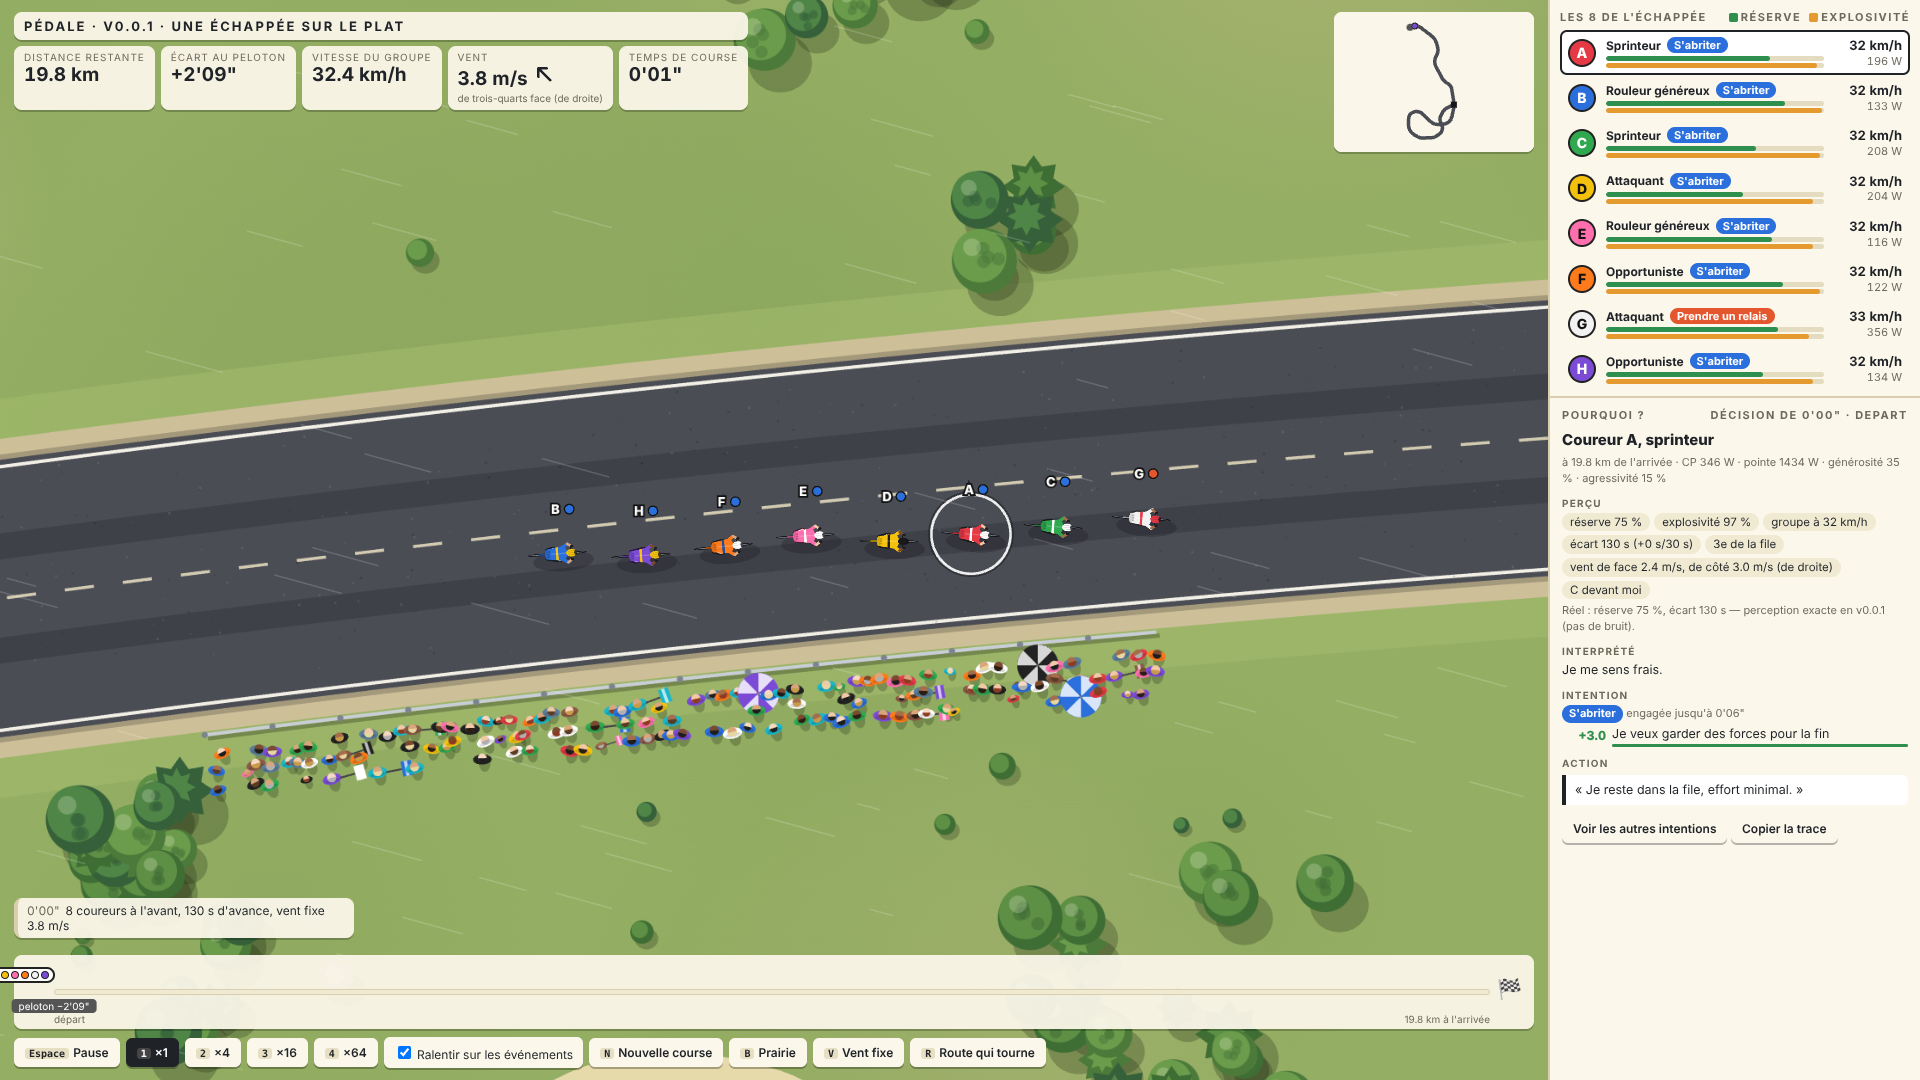 PÉDALE · V0.0.1 · UNE ÉCHAPPÉE SUR LE PLAT
DISTANCE RESTANTE
19.8 km
ÉCART AU PELOTON
+2'09"
VITESSE DU GROUPE
32.4 km/h
VENT
3.8 m/s
de trois-quarts face (de droite)
TEMPS DE COURSE
0'01"
B
H
F
E
D
A
C
G
0'00" 8 coureurs à l'avant, 130 s d'avance, vent fixe
3.8 m/s
peloton −2'09"
départ
19.8 km à l'arrivée
Espace Pause
1 ×1
2 ×4
3 ×16
4 ×64
Ralentir sur les événements
N Nouvelle course
B Prairie
V Vent fixe
R Route qui tourne
LES 8 DE L'ÉCHAPPÉE
RÉSERVE
EXPLOSIVITÉ
A Sprinteur S'abriter 32 km/h
196 W
B Rouleur généreux S'abriter 32 km/h
133 W
C Sprinteur S'abriter 32 km/h
208 W
D Attaquant S'abriter 32 km/h
204 W
E Rouleur généreux S'abriter 32 km/h
116 W
F Opportuniste S'abriter 32 km/h
122 W
G Attaquant Prendre un relais 33 km/h
356 W
H Opportuniste S'abriter 32 km/h
134 W
POURQUOI ?
DÉCISION DE 0'00" · DEPART
Coureur A, sprinteur
à 19.8 km de l'arrivée · CP 346 W · pointe 1434 W · générosité 35
% · agressivité 15 %
PERÇU
réserve 75 %
explosivité 97 %
groupe à 32 km/h
écart 130 s (+0 s/30 s)
3e de la file
vent de face 2.4 m/s, de côté 3.0 m/s (de droite)
C devant moi
Réel : réserve 75 %, écart 130 s — perception exacte en v0.0.1
(pas de bruit).
INTERPRÉTÉ
Je me sens frais.
INTENTION
S'abriter engagée jusqu'à 0'06"
+3.0 Je veux garder des forces pour la fin
ACTION
« Je reste dans la file, effort minimal. »
Voir les autres intentions
Copier la trace